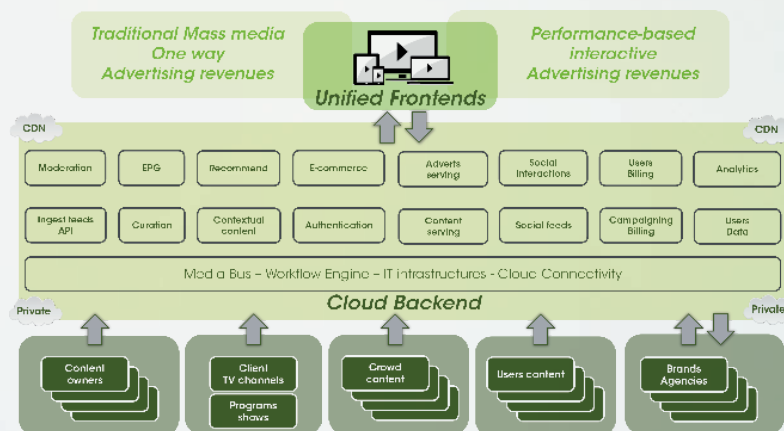 Traditional Mass media
One way
Advertising revenues
Performance-based
interactive
Advertising revenues
Unified Frontends
CDN
CDN
Moderation
EPG
Recommend
E-commerce
Adverts
serving
Social
Interactions
Users
Billing
Analytics
Ingest feeds
API
Curation
Contextual
content
Authentication
Content
serving
Social feeds
Campaigning
Billing
Users
Data
Media Bus – Workflow Engine – IT infrastructures - Cloud Connectivity
Private
Cloud Backend
Private
Content
owners
Client
TV channels
Programs
shows
Crowd
content
Users content
Brands
Agencies